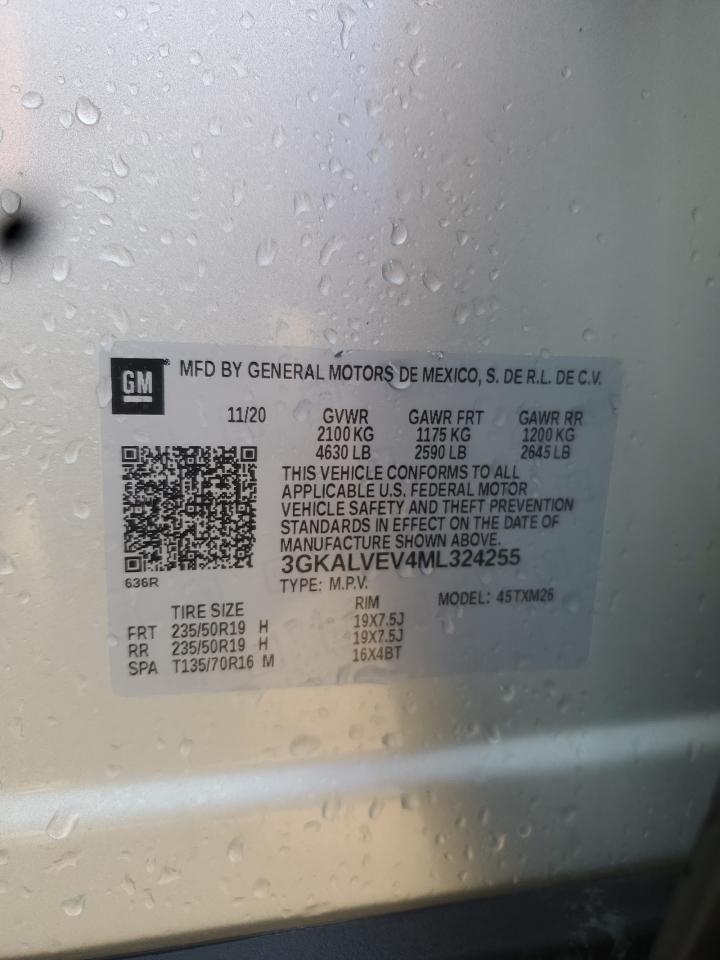 GM ® MFD BY GENERAL MOTORS DE MEXICO, S. DE R.L. DE C.V.
11/20 GVWR GAWR FRT GAWR RR
2100 KG 1175 KG 1200 KG
4630 LB 2590 LB 2645 LB
THIS VEHICLE CONFORMS TO ALL
APPLICABLE U.S. FEDERAL MOTOR
VEHICLE SAFETY AND THEFT PREVENTION
STANDARDS IN EFFECT ON THE DATE OF
MANUFACTURE SHOWN ABOVE.
3GKALVEV4ML324255
636R TYPE: M.P.V. MODEL: 45TXM26
TIRE SIZE RIM
FRT 235/50R19 H 19X7.5J
RR 235/50R19 H 19X7.5J
SPA T135/70R16 M 16X4BT